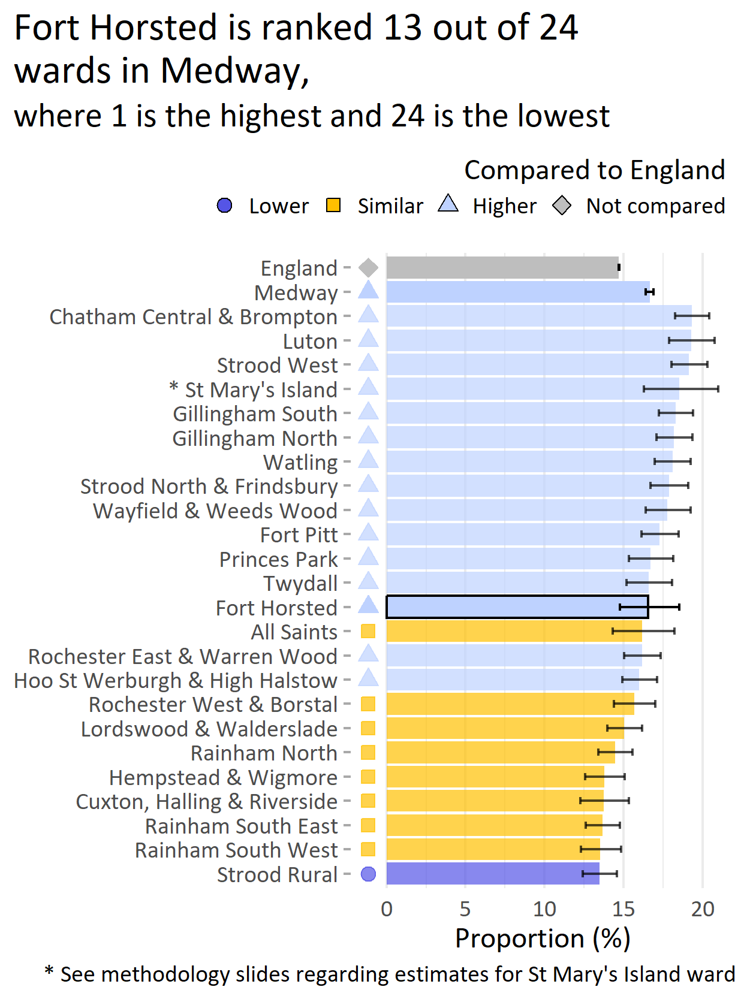 Fort Horsted is ranked 13 out of 24
wards in Medway,
where 1 is the highest and 24 is the lowest
Compared to England
Lower Similar Higher Not compared
England
Medway
Chatham Central & Brompton
Luton
Strood West
* St Mary's Island
Gillingham South
Gillingham North
Watling
Strood North & Frindsbury
Wayfield & Weeds Wood
Fort Pitt
Princes Park
Twydall
Fort Horsted
All Saints
Rochester East & Warren Wood
Hoo St Werburgh & High Halstow
Rochester West & Borstal
Lordswood & Walderslade
Rainham North
Hempstead & Wigmore
Cuxton, Halling & Riverside
Rainham South East
Rainham South West
Strood Rural
0 5 10 15 20
Proportion (%)
* See methodology slides regarding estimates for St Mary's Island ward